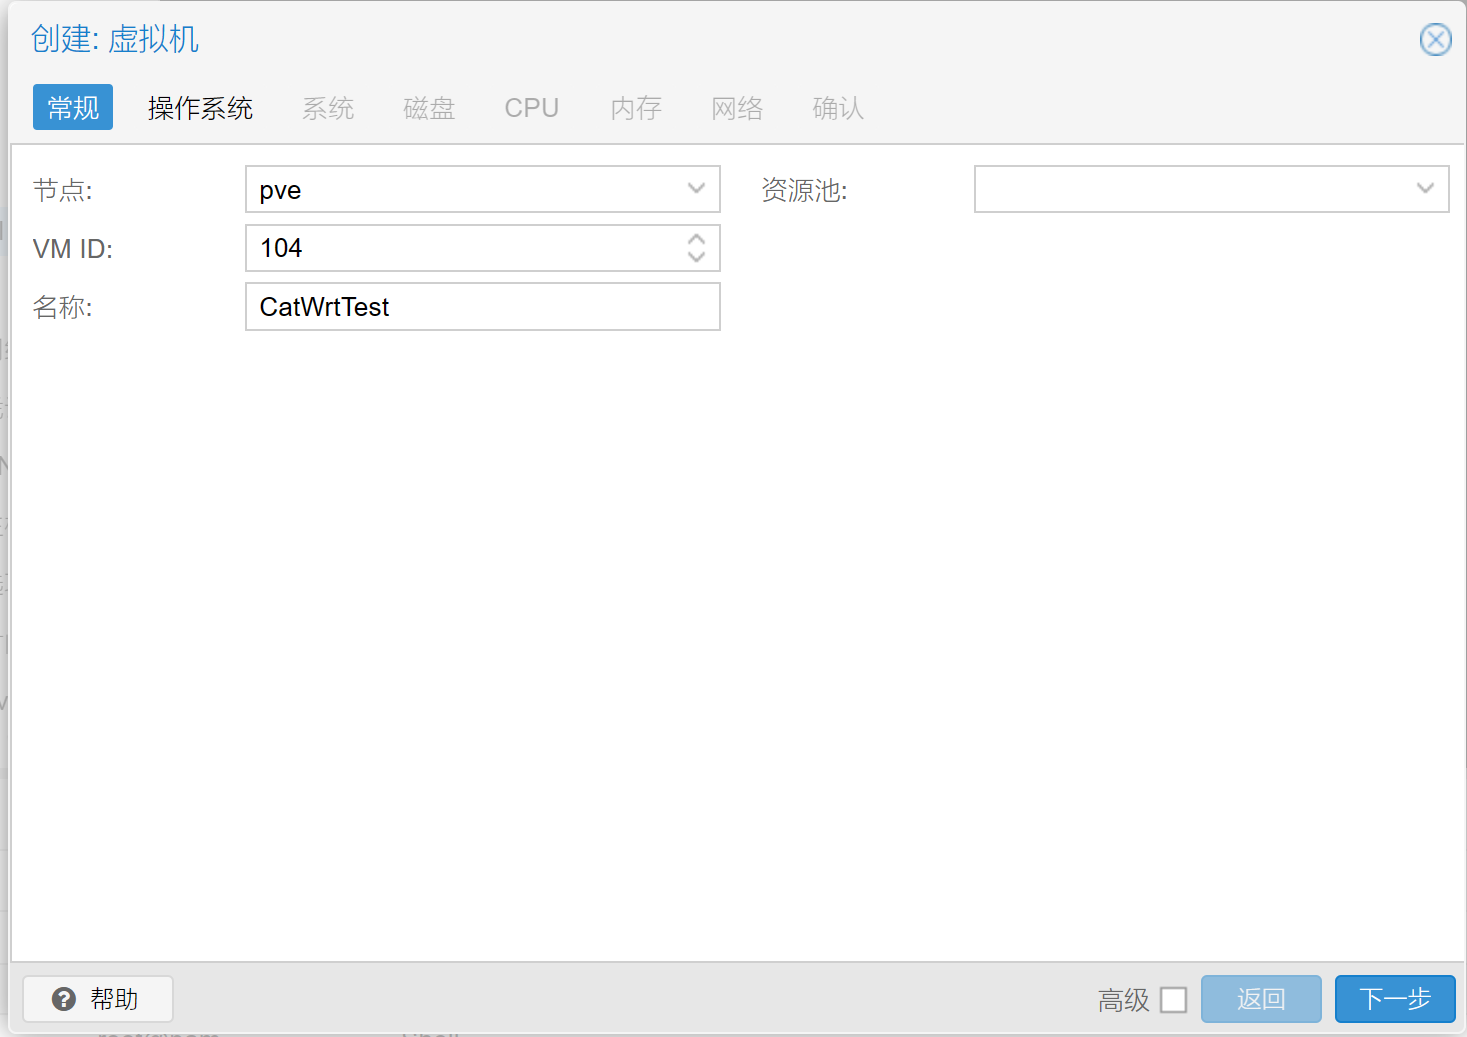 创建: 虚拟机
常规 操作系统 系统 磁盘 CPU 内存 网络 确认
节点: pve 资源池:
VM ID: 104
名称: CatWrtTest
帮助 高级 返回 下一步